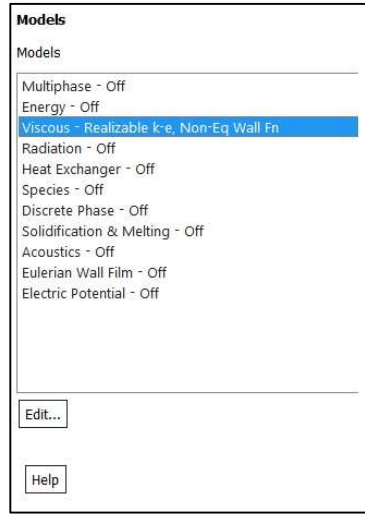 Models
Models
Multiphase - Off
Energy - Off
Viscous - Realizable k-e, Non-Eq Wall Fn
Radiation - Off
Heat Exchanger - Off
Species - Off
Discrete Phase - Off
Solidification & Melting - Off
Acoustics - Off
Eulerian Wall Film - Off
Electric Potential - Off
Edit...
Help